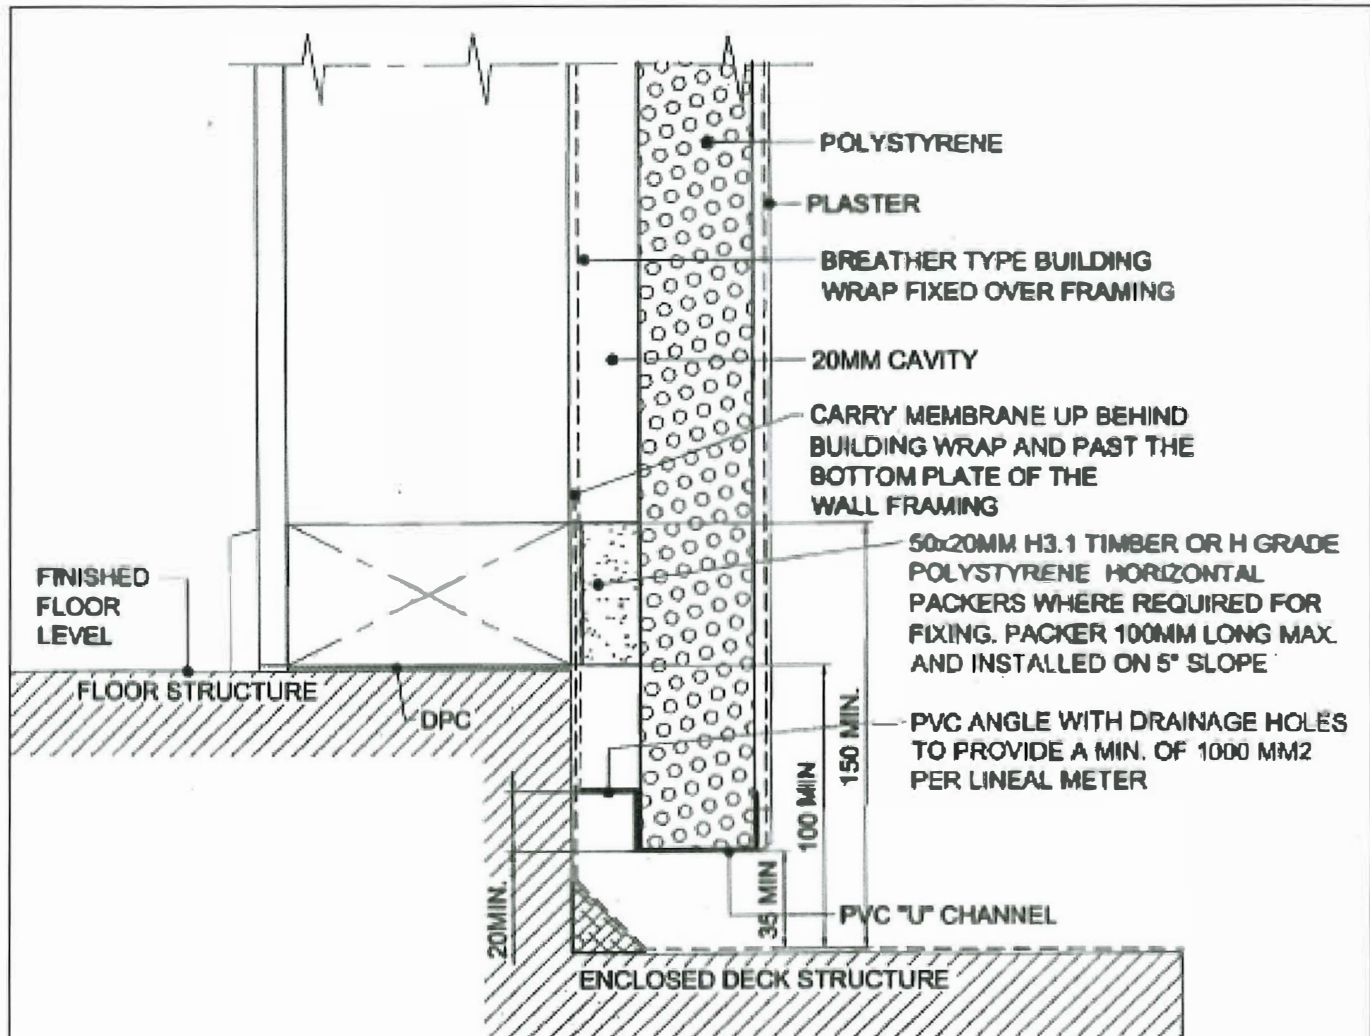 POLYSTYRENE
PLASTER
BREATHER TYPE BUILDING
WRAP FIXED OVER FRAMING
20MM CAVITY
CARRY MEMBRANE UP BEHIND
BUILDING WRAP AND PAST THE
BOTTOM PLATE OF THE
WALL FRAMING
50x20MM H3.1 TIMBER OR H GRADE
POLYSTYRENE HORIZONTAL
PACKERS WHERE REQUIRED FOR
FIXING. PACKER 100MM LONG MAX.
AND INSTALLED ON 5° SLOPE
FINISHED
FLOOR
LEVEL
FLOOR STRUCTURE
DPC
PVC ANGLE WITH DRAINAGE HOLES
TO PROVIDE A MIN. OF 1000 MM2
PER LINEAL METER
150 MIN.
100 MIN
35 MIN
20MIN.
PVC "U" CHANNEL
ENCLOSED DECK STRUCTURE